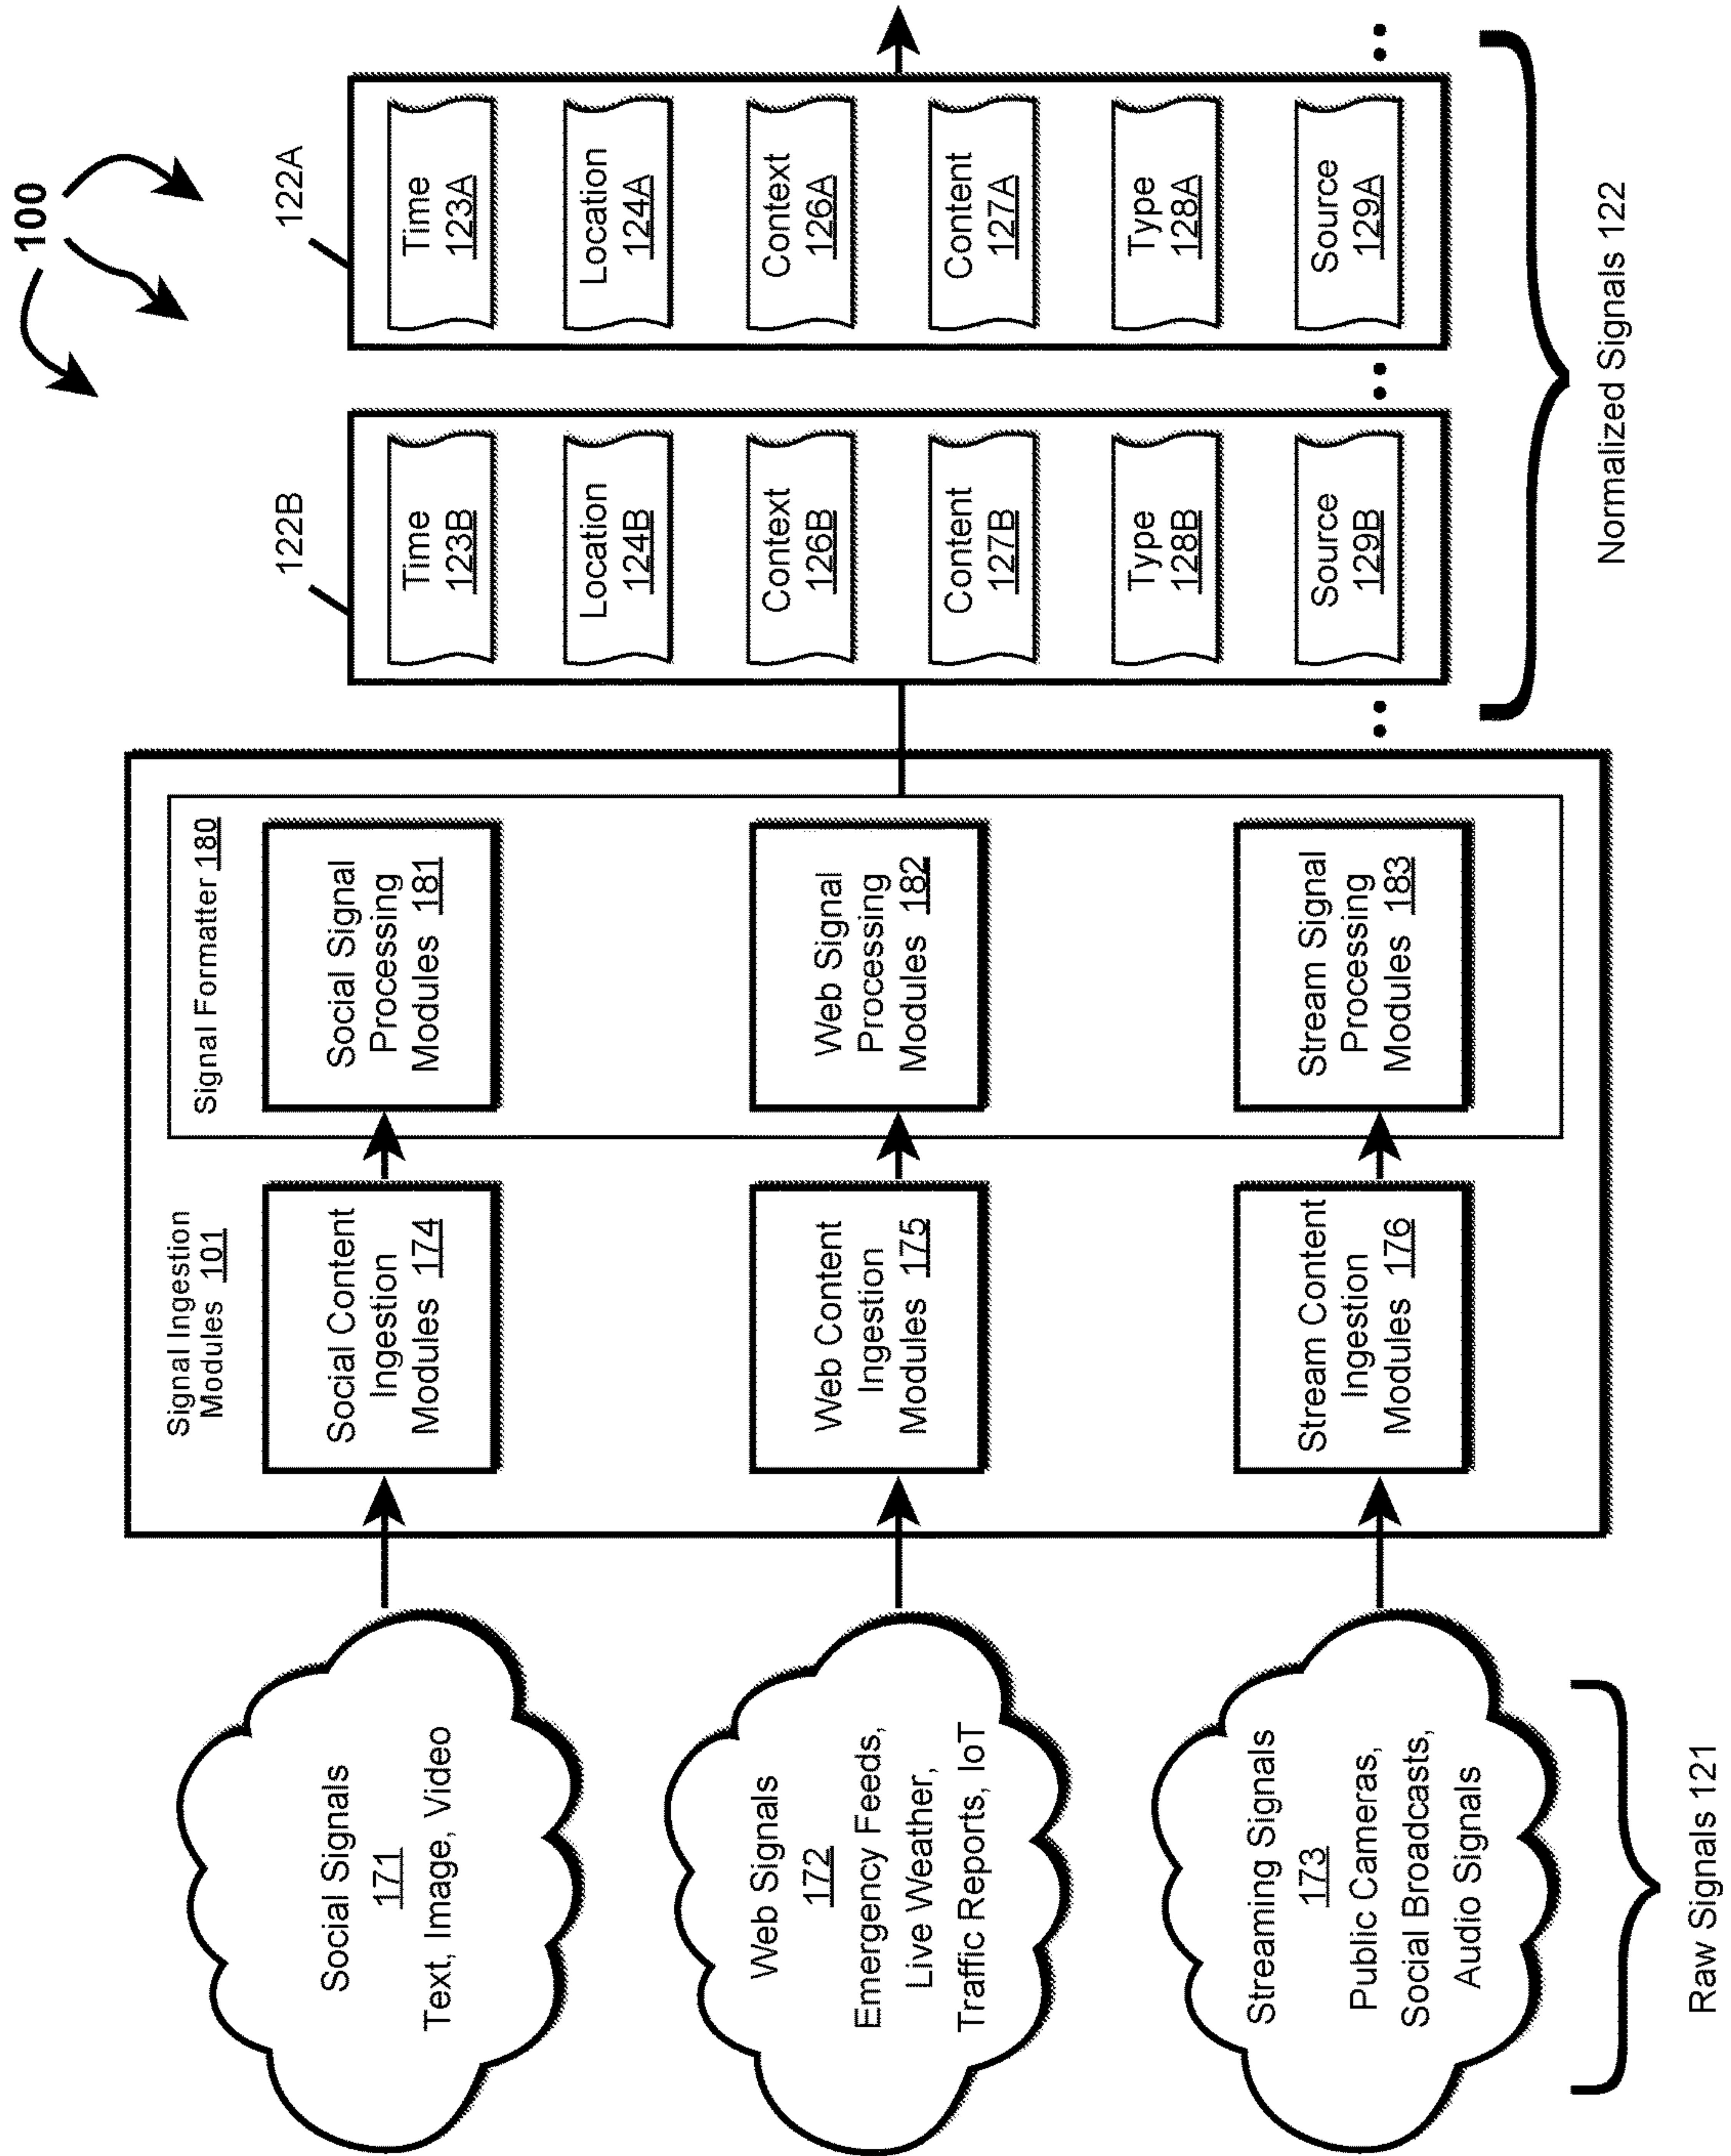 100
Social Signals
171
Text, Image, Video
Web Signals
172
Emergency Feeds,
Live Weather,
Traffic Reports, IoT
Streaming Signals
173
Public Cameras,
Social Broadcasts,
Audio Signals
Raw Signals 121
Signal Ingestion
Modules 101
Social Content
Ingestion
Modules 174
Web Content
Ingestion
Modules 175
Stream Content
Ingestion
Modules 176
Signal Formatter 180
Social Signal
Processing
Modules 181
Web Signal
Processing
Modules 182
Stream Signal
Processing
Modules 183
122B
Time
123B
Location
124B
Context
126B
Content
127B
Type
128B
Source
129B
122A
Time
123A
Location
124A
Context
126A
Content
127A
Type
128A
Source
129A
Normalized Signals 122